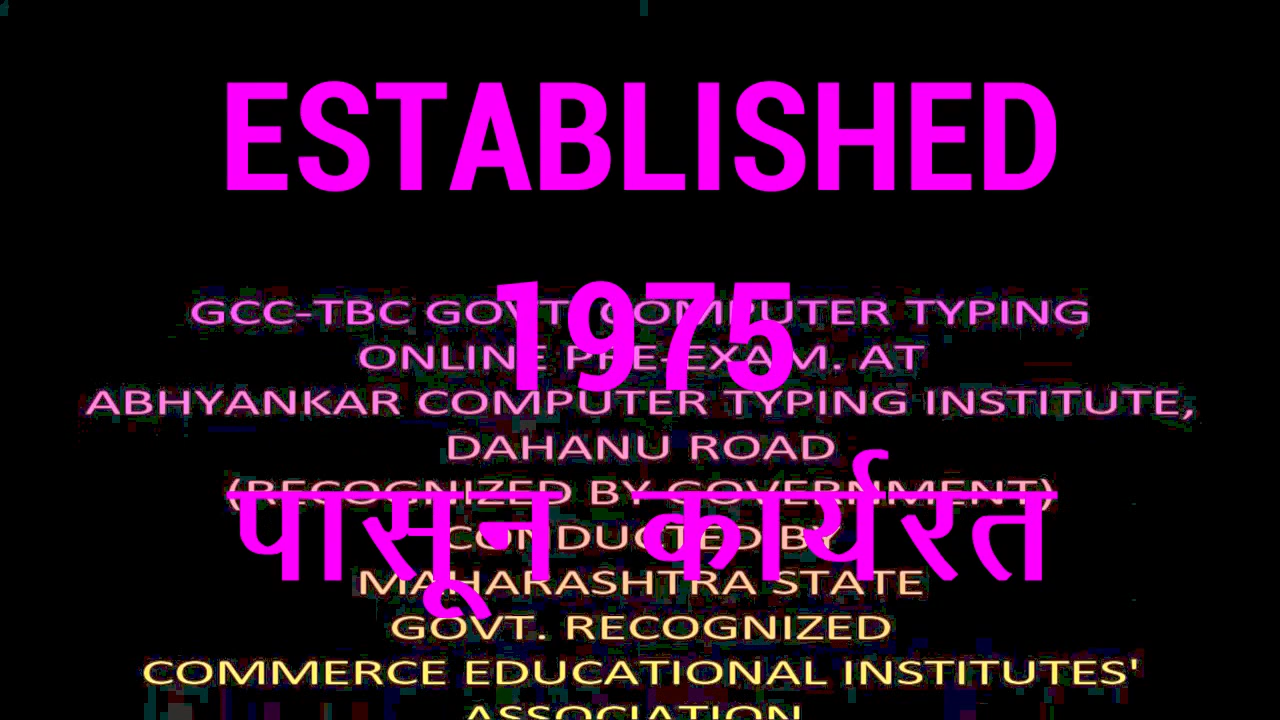 ESTABLISHED
1975
पासून कार्यरत
GCC-TBC GOVT. COMPUTER TYPING
ONLINE PRE-EXAM. AT
ABHYANKAR COMPUTER TYPING INSTITUTE,
DAHANU ROAD
(RECOGNIZED BY GOVERNMENT)
CONDUCTED BY
MAHARASHTRA STATE
GOVT. RECOGNIZED
COMMERCE EDUCATIONAL INSTITUTES'
ASSOCIATION